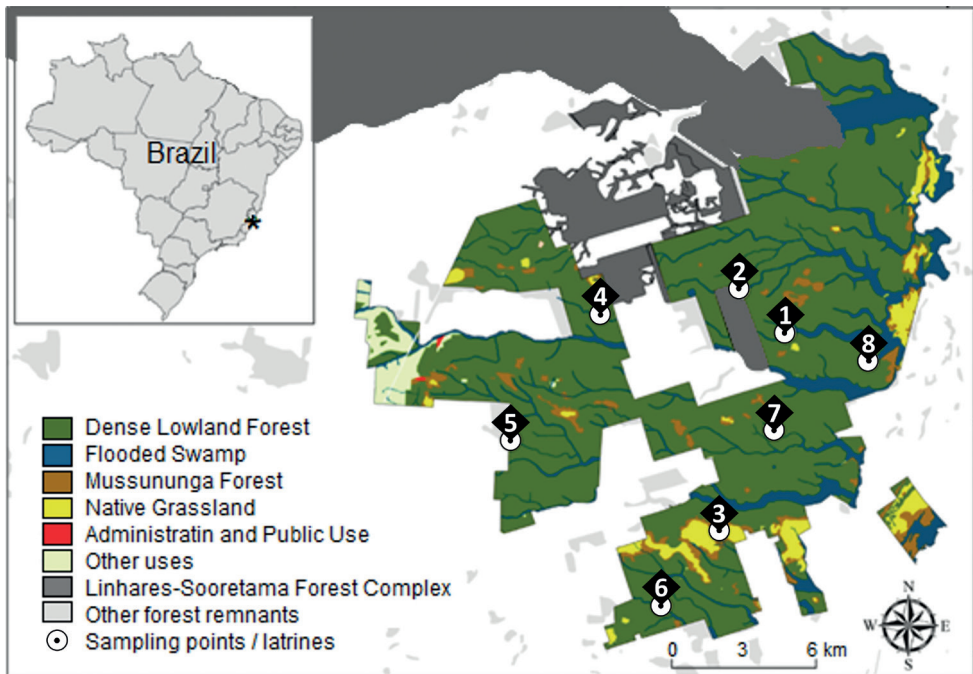 Brazil
*
2
4
1
8
7
5
3
6
Dense Lowland Forest
Flooded Swamp
Mussununga Forest
Native Grassland
Administratin and Public Use
Other uses
Linhares-Sooretama Forest Complex
Other forest remnants
Sampling points / latrines
N
W E
S
0 3 6 km